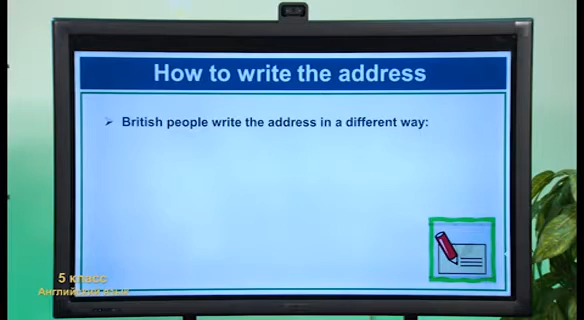 How to write the address
British people write the address in a different way:
5 класс
Английский язык